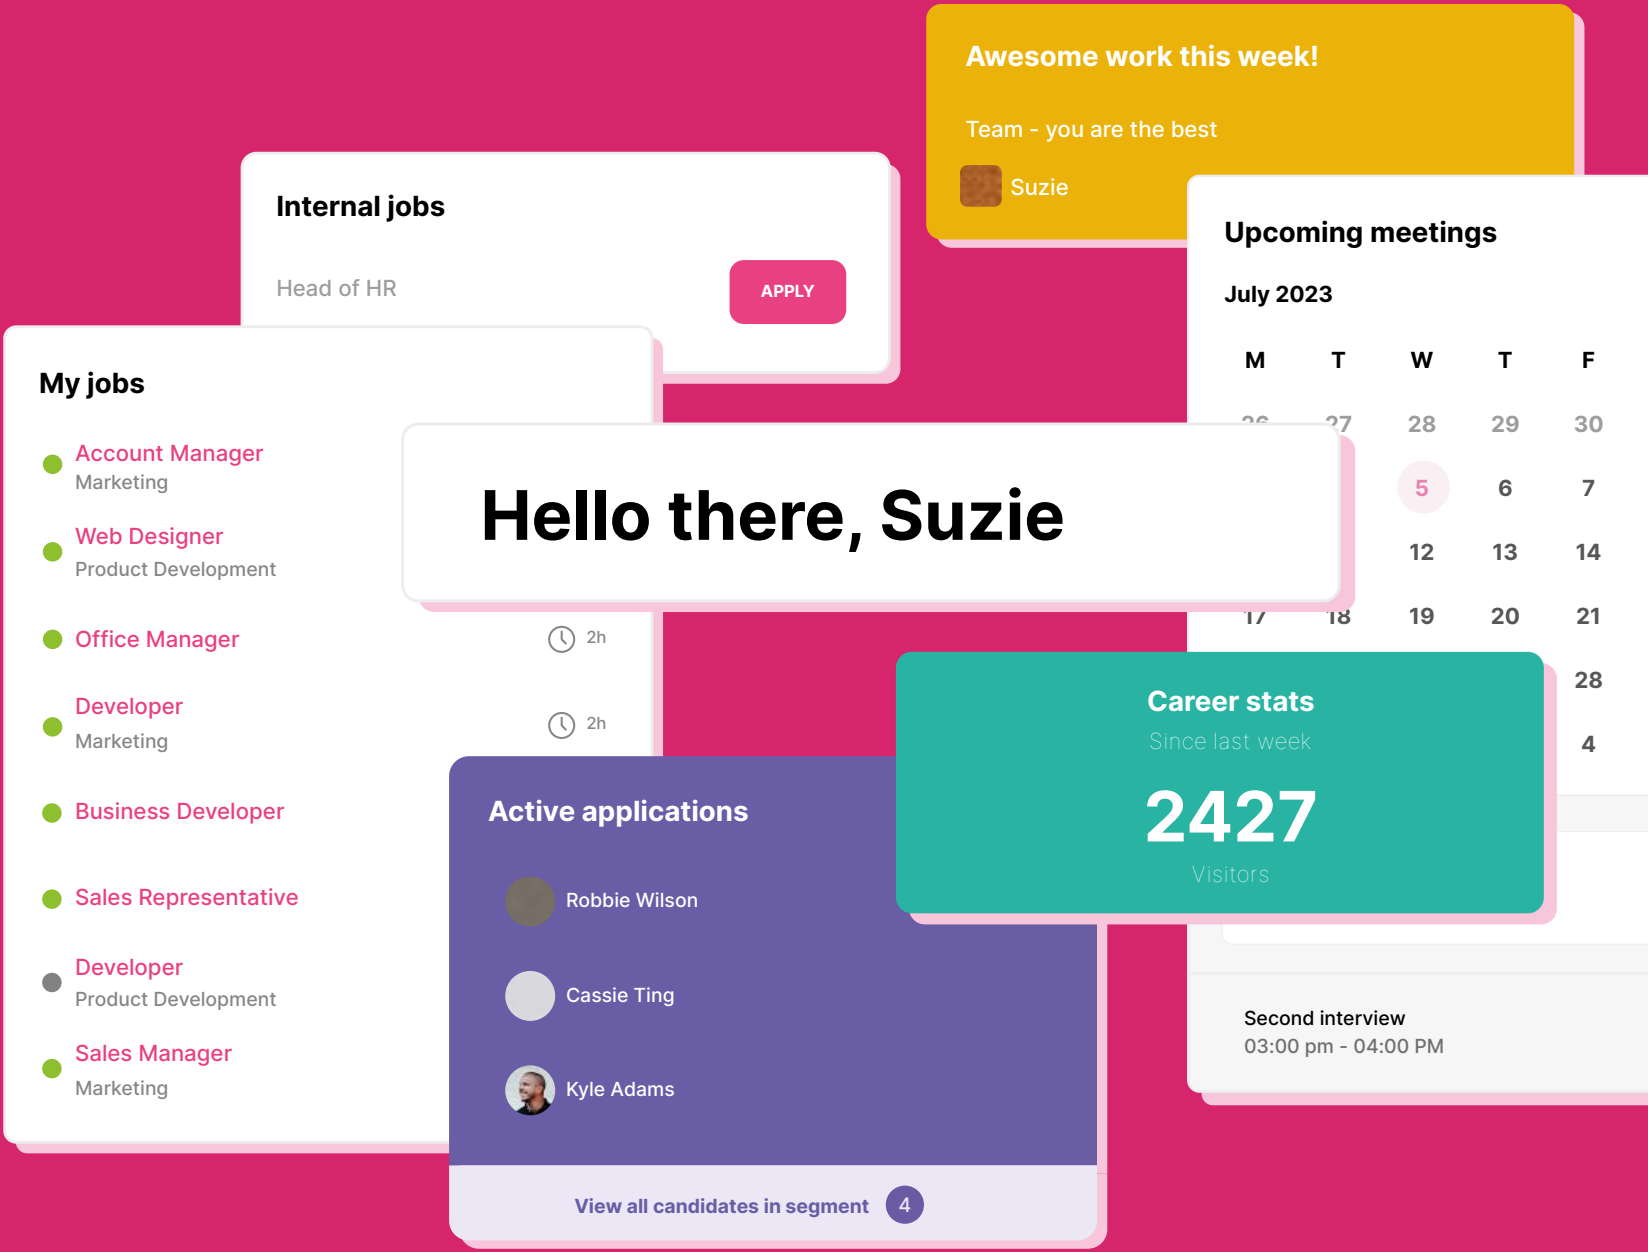 Awesome work this week!
Team - you are the best
Suzie
Internal jobs
Head of HR
APPLY
Upcoming meetings
July 2023
M T W T F
26 27 28 29 30
5 6 7
12 13 14
17 18 19 20 21
28
4
Second interview
03:00 pm - 04:00 PM
My jobs
Account Manager
Marketing
Web Designer
Product Development
Office Manager
2h
Developer
Marketing
2h
Business Developer
Sales Representative
Developer
Product Development
Sales Manager
Marketing
Hello there, Suzie
Career stats
Since last week
2427
Visitors
Active applications
Robbie Wilson
Cassie Ting
Kyle Adams
View all candidates in segment 4